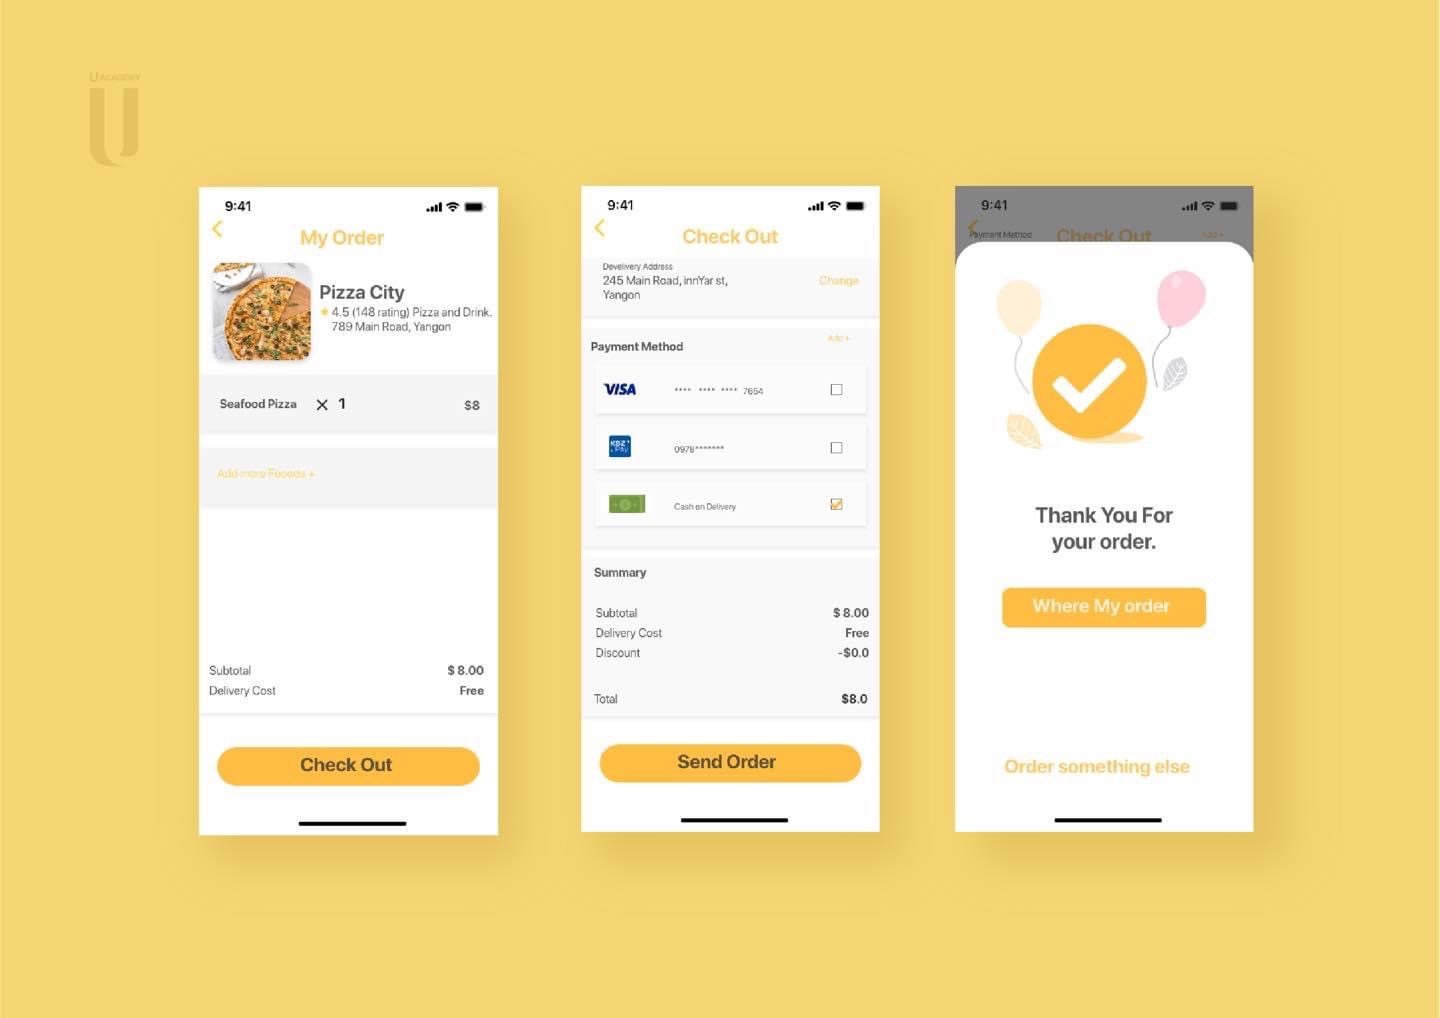 U ACADEMY
9:41
My Order
Pizza City
4.5 (148 rating) Pizza and Drink.
789 Main Road, Yangon
Seafood Pizza × 1 $8
Add more Fooods +
Subtotal $ 8.00
Delivery Cost Free
Check Out
9:41
Check Out
Develivery Address
245 Main Road, innYar st,
Yangon
Change
Payment Method Add +
VISA **** **** **** 7654
KBZ Pay 0978*******
Cash on Delivery
Summary
Subtotal $ 8.00
Delivery Cost Free
Discount -$0.0
Total $8.0
Send Order
9:41
Payment Method Check Out Add +
Thank You For
your order.
Where My order
Order something else